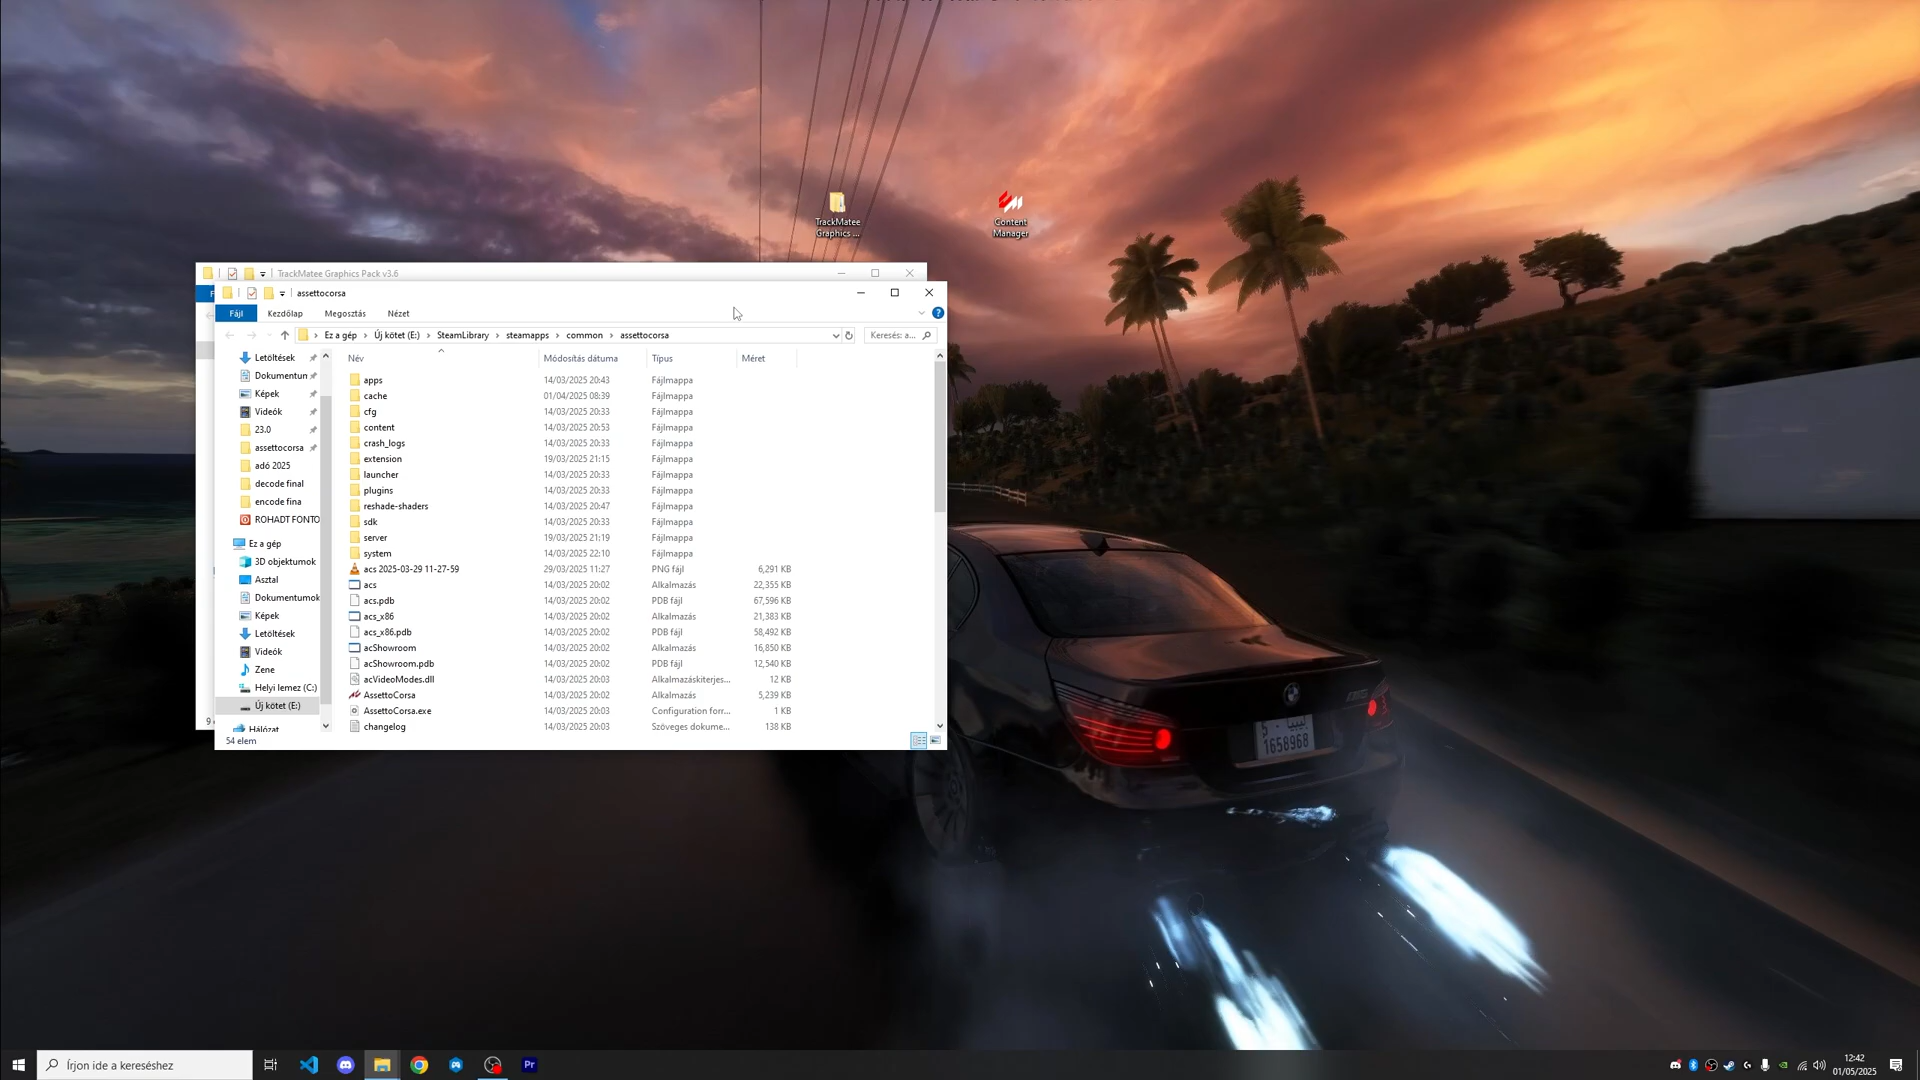 TrackMatee
Graphics ...
Content
Manager
TrackMatee Graphics Pack v3.6
assettocorsa
Fájl
Kezdőlap
Megosztás
Nézet
Ez a gép
Új kötet (E:)
SteamLibrary
steamapps
common
assettocorsa
Keresés: a...
Letöltések
Dokumentun
Képek
Videók
23.0
assettocorsa
adó 2025
decode final
encode fina
ROHADT FONTO
Ez a gép
3D objektumok
Asztal
Dokumentumok
Képek
Letöltések
Videók
Zene
Helyi lemez (C:)
Új kötet (E:)
Hálózat
Név Módosítás dátuma Típus Méret
apps 14/03/2025 20:43 Fájlmappa
cache 01/04/2025 08:39 Fájlmappa
cfg 14/03/2025 20:33 Fájlmappa
content 14/03/2025 20:53 Fájlmappa
crash_logs 14/03/2025 20:33 Fájlmappa
extension 19/03/2025 21:15 Fájlmappa
launcher 14/03/2025 20:33 Fájlmappa
plugins 14/03/2025 20:33 Fájlmappa
reshade-shaders 14/03/2025 20:47 Fájlmappa
sdk 14/03/2025 20:33 Fájlmappa
server 19/03/2025 21:19 Fájlmappa
system 14/03/2025 22:10 Fájlmappa
acs 2025-03-29 11-27-59 29/03/2025 11:27 PNG fájl 6,291 KB
acs 14/03/2025 20:02 Alkalmazás 22,355 KB
acs.pdb 14/03/2025 20:02 PDB fájl 67,596 KB
acs_x86 14/03/2025 20:02 Alkalmazás 21,383 KB
acs_x86.pdb 14/03/2025 20:02 PDB fájl 58,492 KB
acShowroom 14/03/2025 20:02 Alkalmazás 16,850 KB
acShowroom.pdb 14/03/2025 20:02 PDB fájl 12,540 KB
acVideoModes.dll 14/03/2025 20:03 Alkalmazáskiterjes... 12 KB
AssettoCorsa 14/03/2025 20:02 Alkalmazás 5,239 KB
AssettoCorsa.exe 14/03/2025 20:03 Configuration forr... 1 KB
changelog 14/03/2025 20:03 Szöveges dokume... 138 KB
54 elem
1658968
Írjon ide a kereséshez
Pr
12:42
01/05/2025